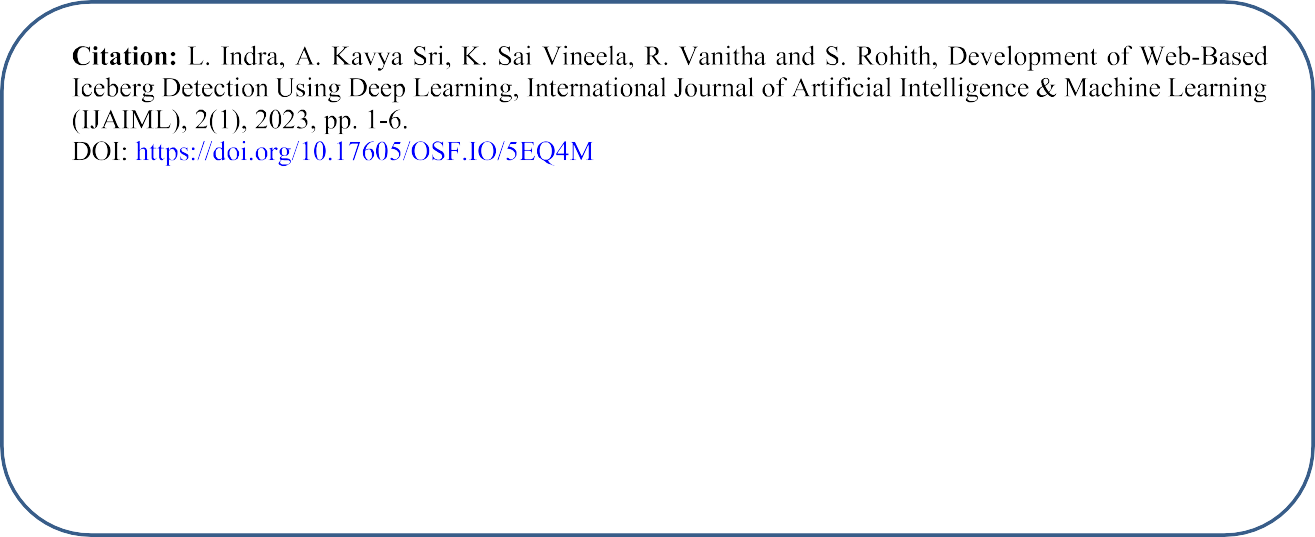 Citation: L. Indra, A. Kavya Sri, K. Sai Vineela, R. Vanitha and S. Rohith, Development of Web-Based
Iceberg Detection Using Deep Learning, International Journal of Artificial Intelligence & Machine Learning
(IJAIML), 2(1), 2023, pp. 1-6.
DOI: https://doi.org/10.17605/OSF.IO/5EQ4M